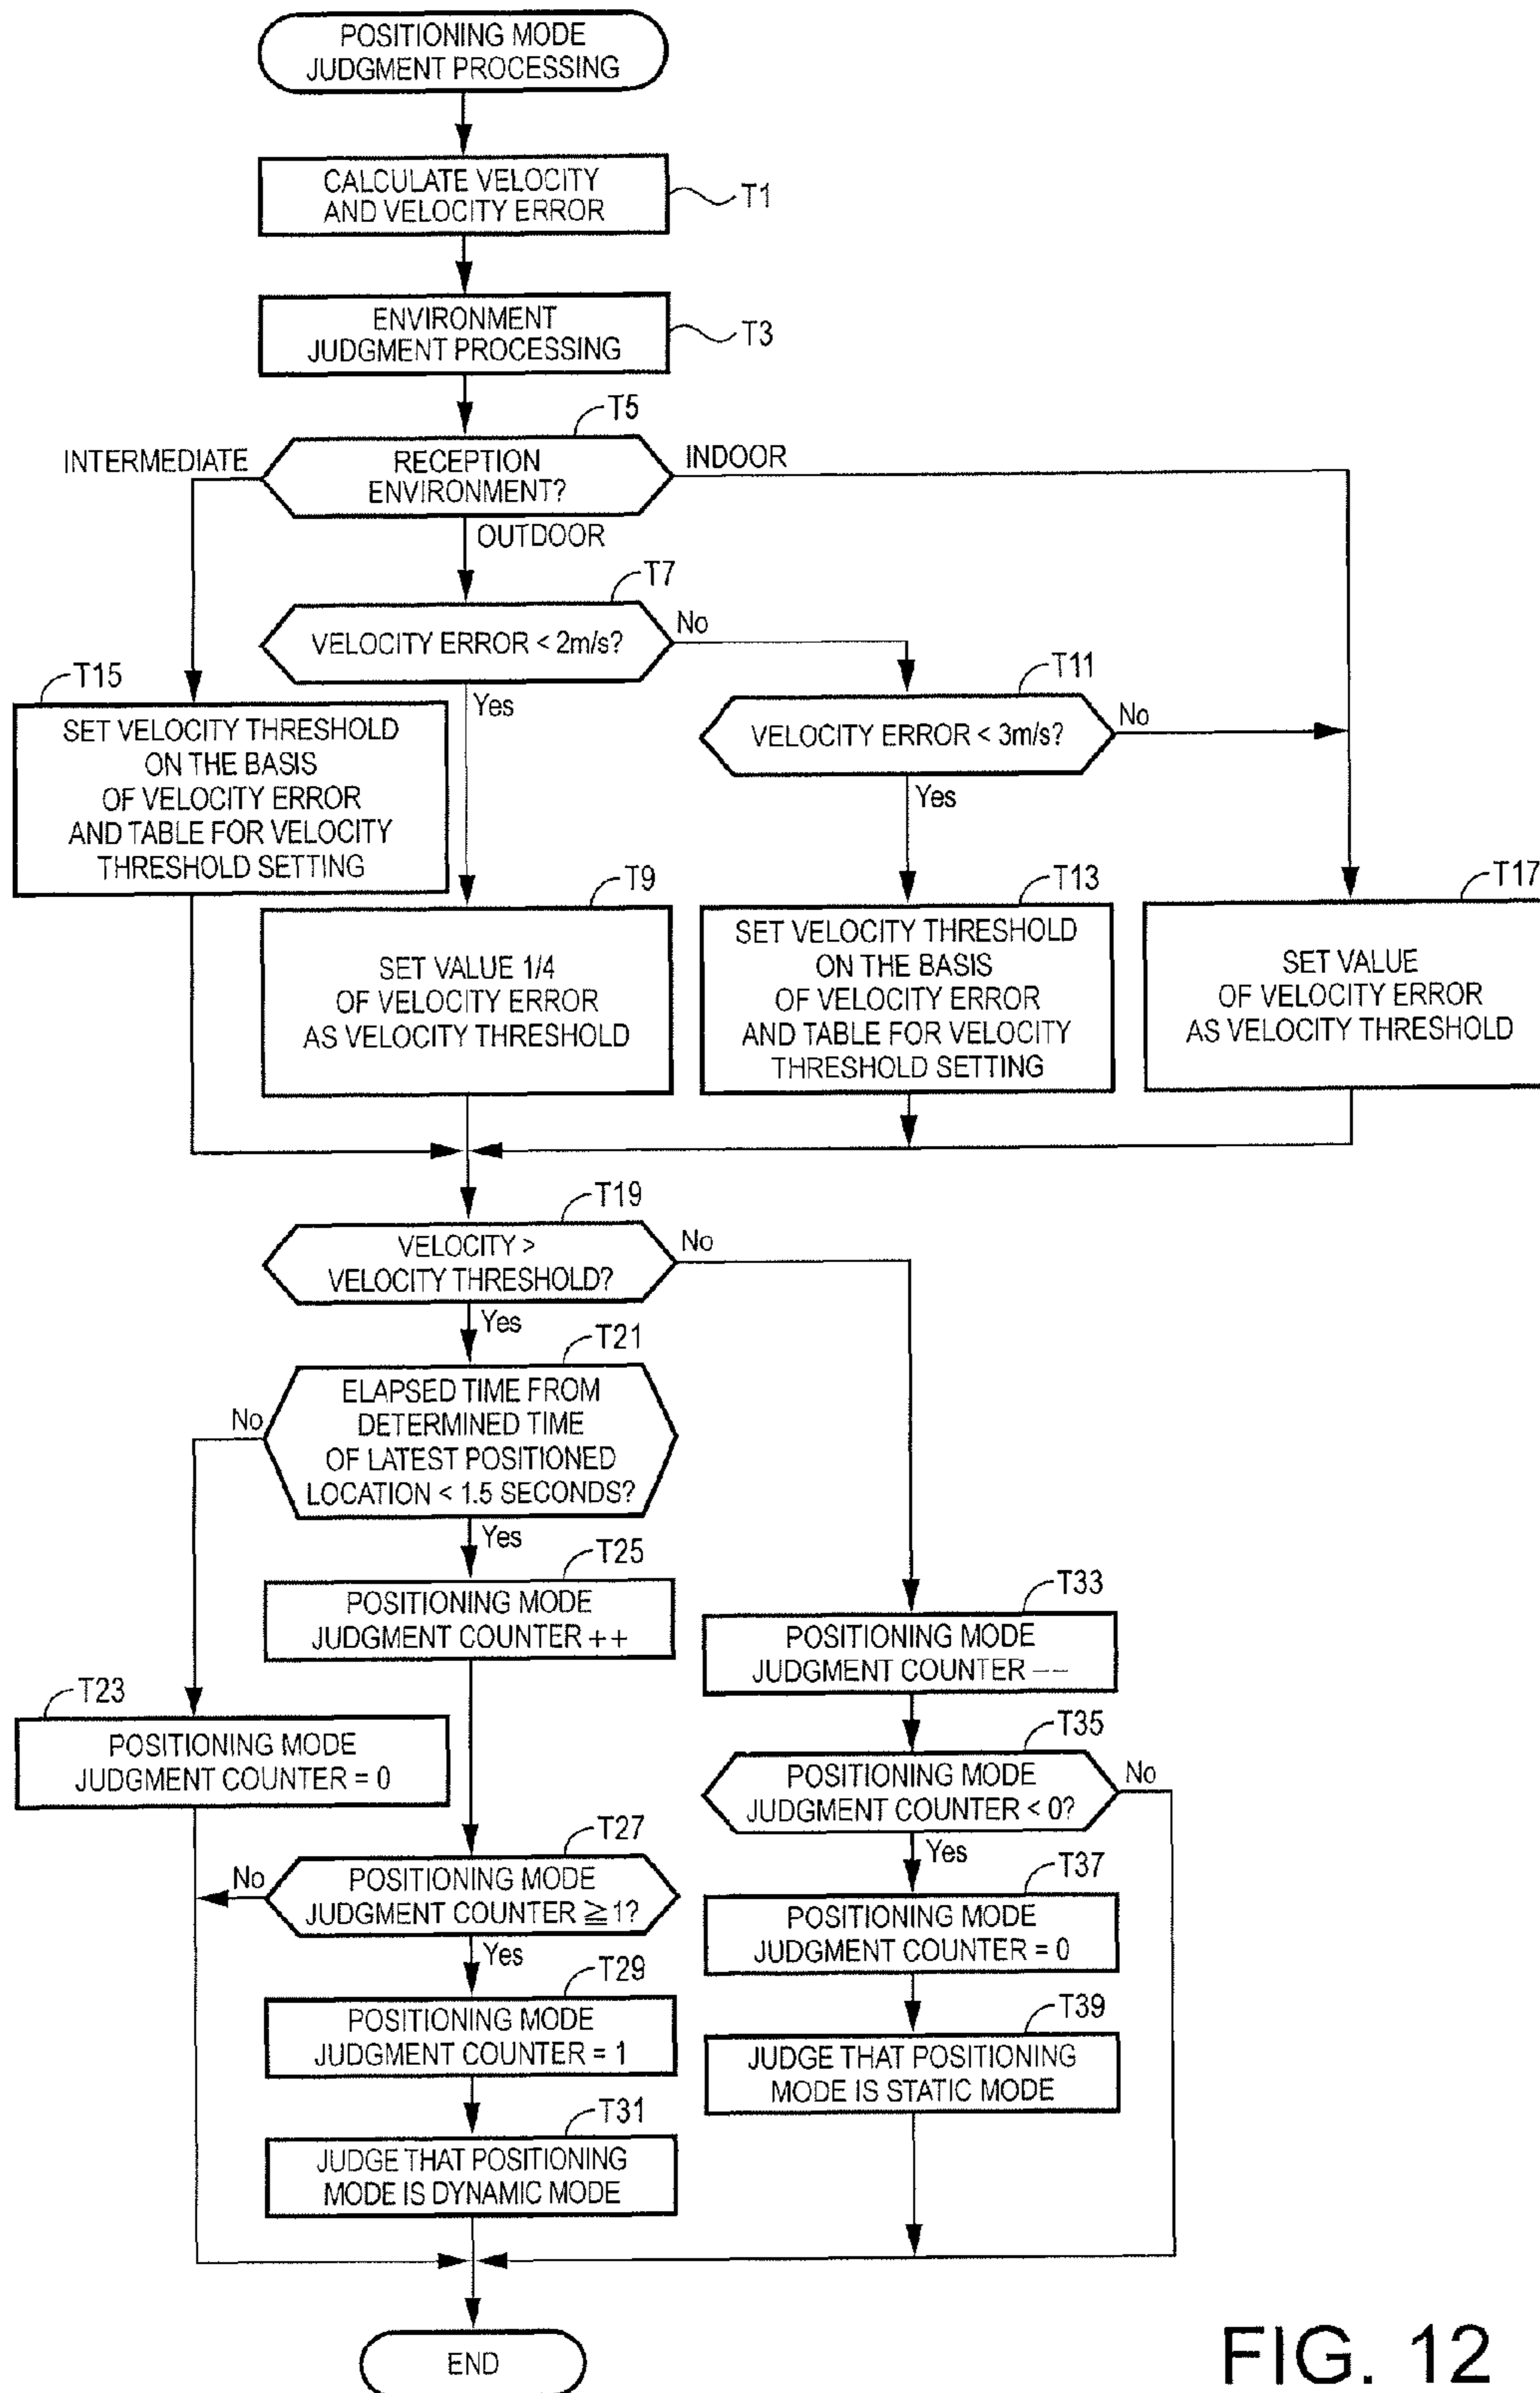 POSITIONING MODE
JUDGMENT PROCESSING
CALCULATE VELOCITY
AND VELOCITY ERROR
T1
ENVIRONMENT
JUDGMENT PROCESSING
T3
T5
INTERMEDIATE
RECEPTION
ENVIRONMENT?
INDOOR
OUTDOOR
T7
VELOCITY ERROR < 2m/s?
No
Yes
T11
VELOCITY ERROR < 3m/s?
No
Yes
T15
SET VELOCITY THRESHOLD
ON THE BASIS
OF VELOCITY ERROR
AND TABLE FOR VELOCITY
THRESHOLD SETTING
T9
SET VALUE 1/4
OF VELOCITY ERROR
AS VELOCITY THRESHOLD
T13
SET VELOCITY THRESHOLD
ON THE BASIS
OF VELOCITY ERROR
AND TABLE FOR VELOCITY
THRESHOLD SETTING
T17
SET VALUE
OF VELOCITY ERROR
AS VELOCITY THRESHOLD
T19
VELOCITY >
VELOCITY THRESHOLD?
No
Yes
T21
ELAPSED TIME FROM
DETERMINED TIME
OF LATEST POSITIONED
LOCATION < 1.5 SECONDS?
No
Yes
T25
POSITIONING MODE
JUDGMENT COUNTER ++
T33
POSITIONING MODE
JUDGMENT COUNTER --
T23
POSITIONING MODE
JUDGMENT COUNTER = 0
T35
POSITIONING MODE
JUDGMENT COUNTER < 0?
No
Yes
T27
POSITIONING MODE
JUDGMENT COUNTER ≧ 1?
No
Yes
T37
POSITIONING MODE
JUDGMENT COUNTER = 0
T29
POSITIONING MODE
JUDGMENT COUNTER = 1
T39
JUDGE THAT POSITIONING
MODE IS STATIC MODE
T31
JUDGE THAT POSITIONING
MODE IS DYNAMIC MODE
END
FIG. 12